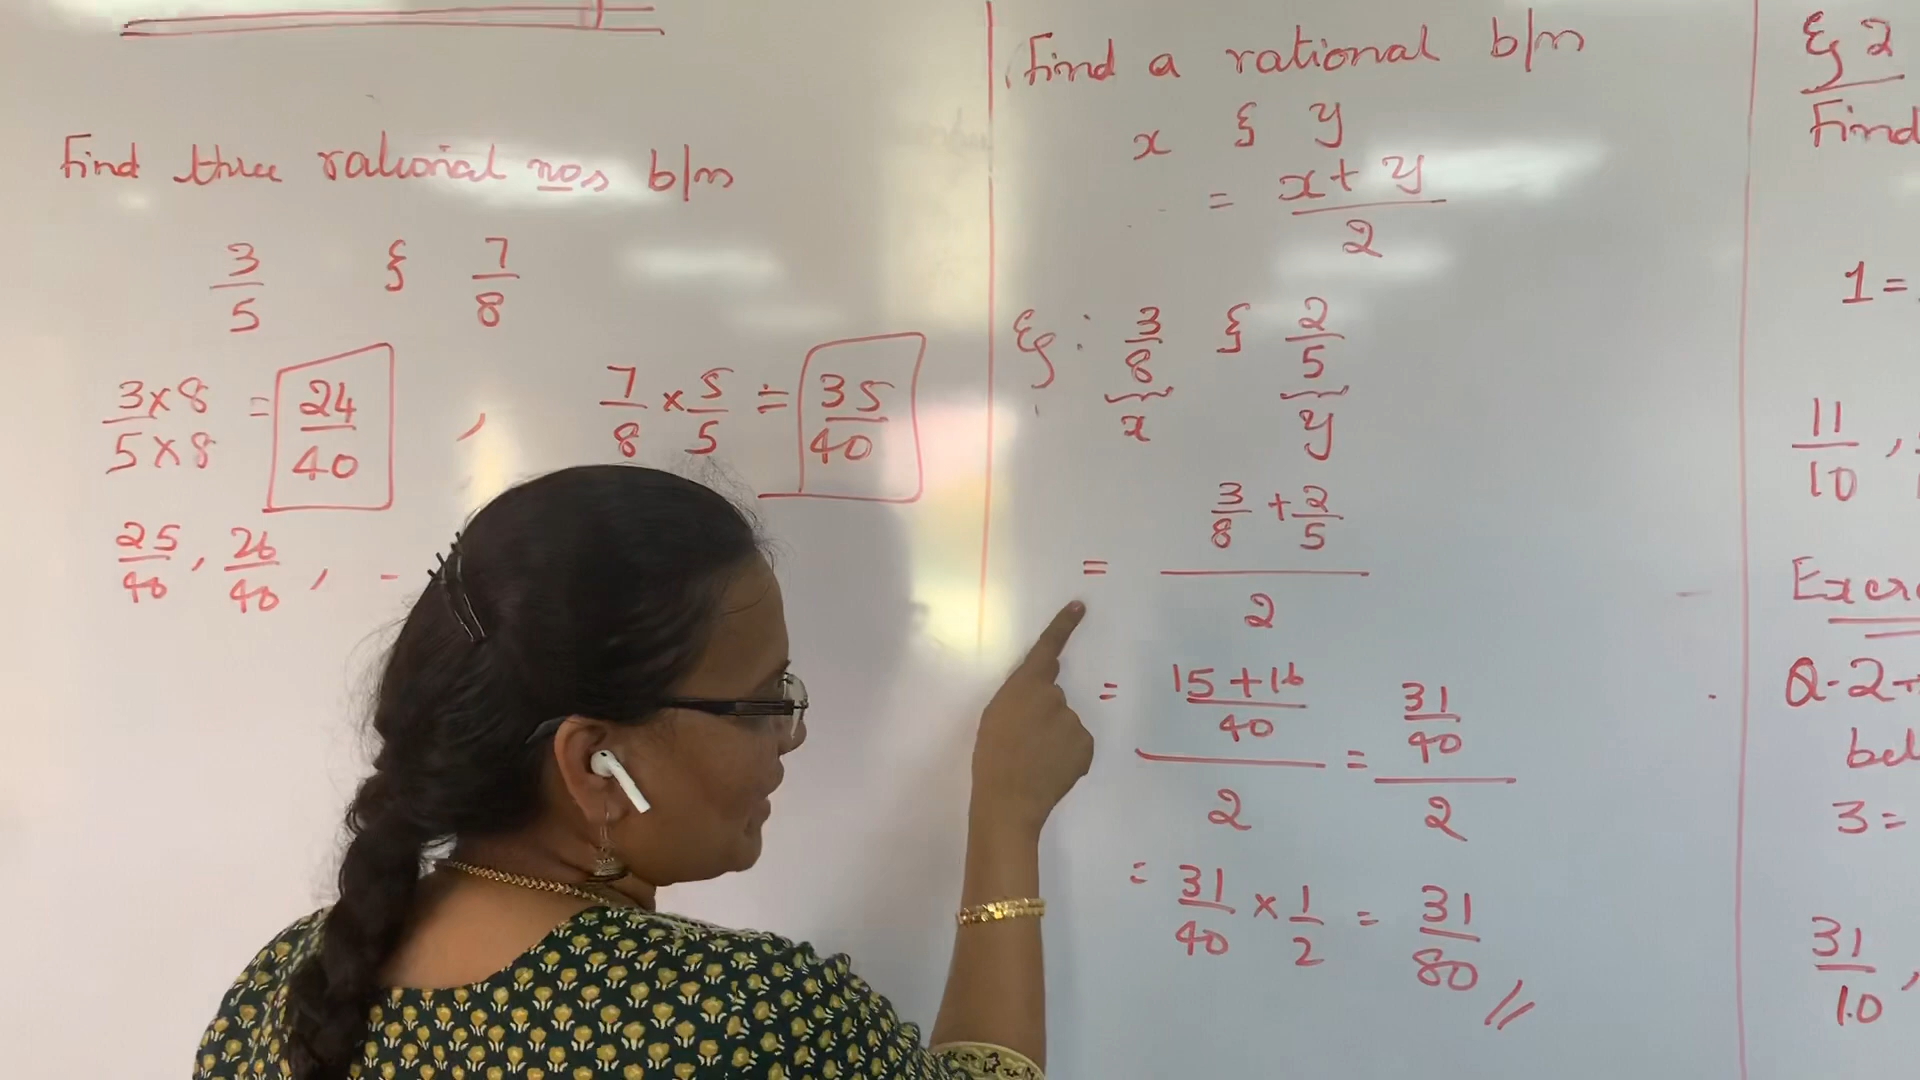 Find three rational nos b/n
3/5 & 7/8
3×8/5×8 = 24/40 , 7/8 × 5/5 = 35/40
25/40 , 26/40 , -
Find a rational b/n
x & y
= x+y/2
Eg: 3/8 & 2/5
x y
= 3/8 + 2/5 / 2
= 15+16/40 / 2 = 31/40 / 2
= 31/40 × 1/2 = 31/80 //
Eg 2
Find
1 =
11/10 ,
Q-2
3 =
31/10 ,